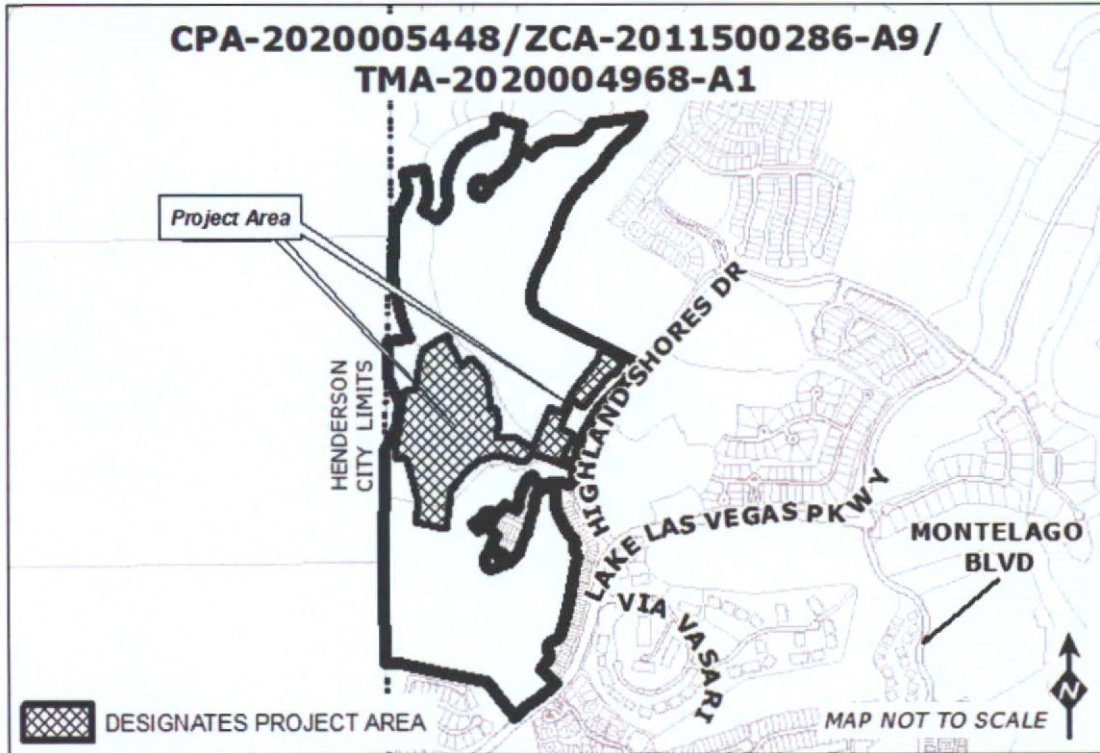 CPA-2020005448/ZCA-2011500286-A9/
TMA-2020004968-A1
Project Area
HIGHLAND SHORES DR
HENDERSON
CITY LIMITS
LAKE LAS VEGAS PKWY
MONTELAGO
BLVD
VIA VASARI
DESIGNATES PROJECT AREA
MAP NOT TO SCALE
N